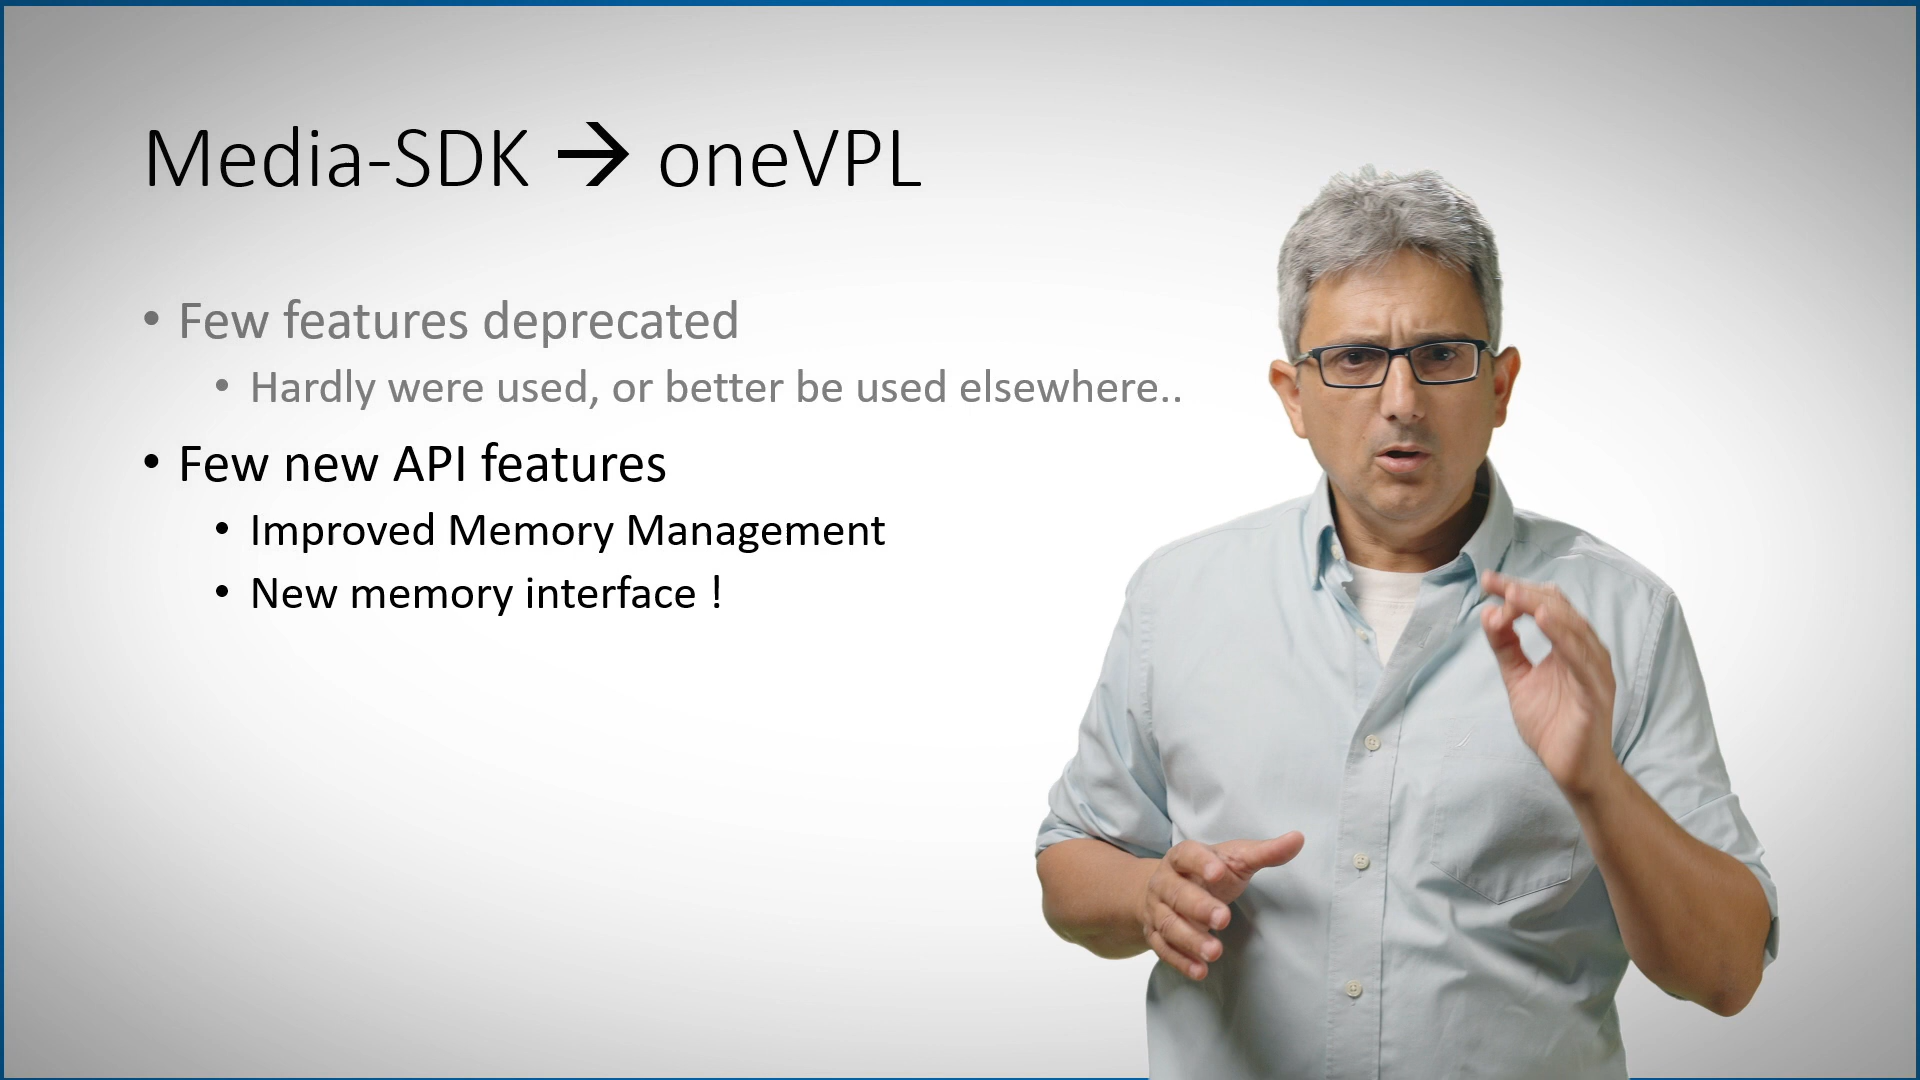 Media-SDK → oneVPL
• Few features deprecated
• Hardly were used, or better be used elsewhere..
• Few new API features
• Improved Memory Management
• New memory interface !